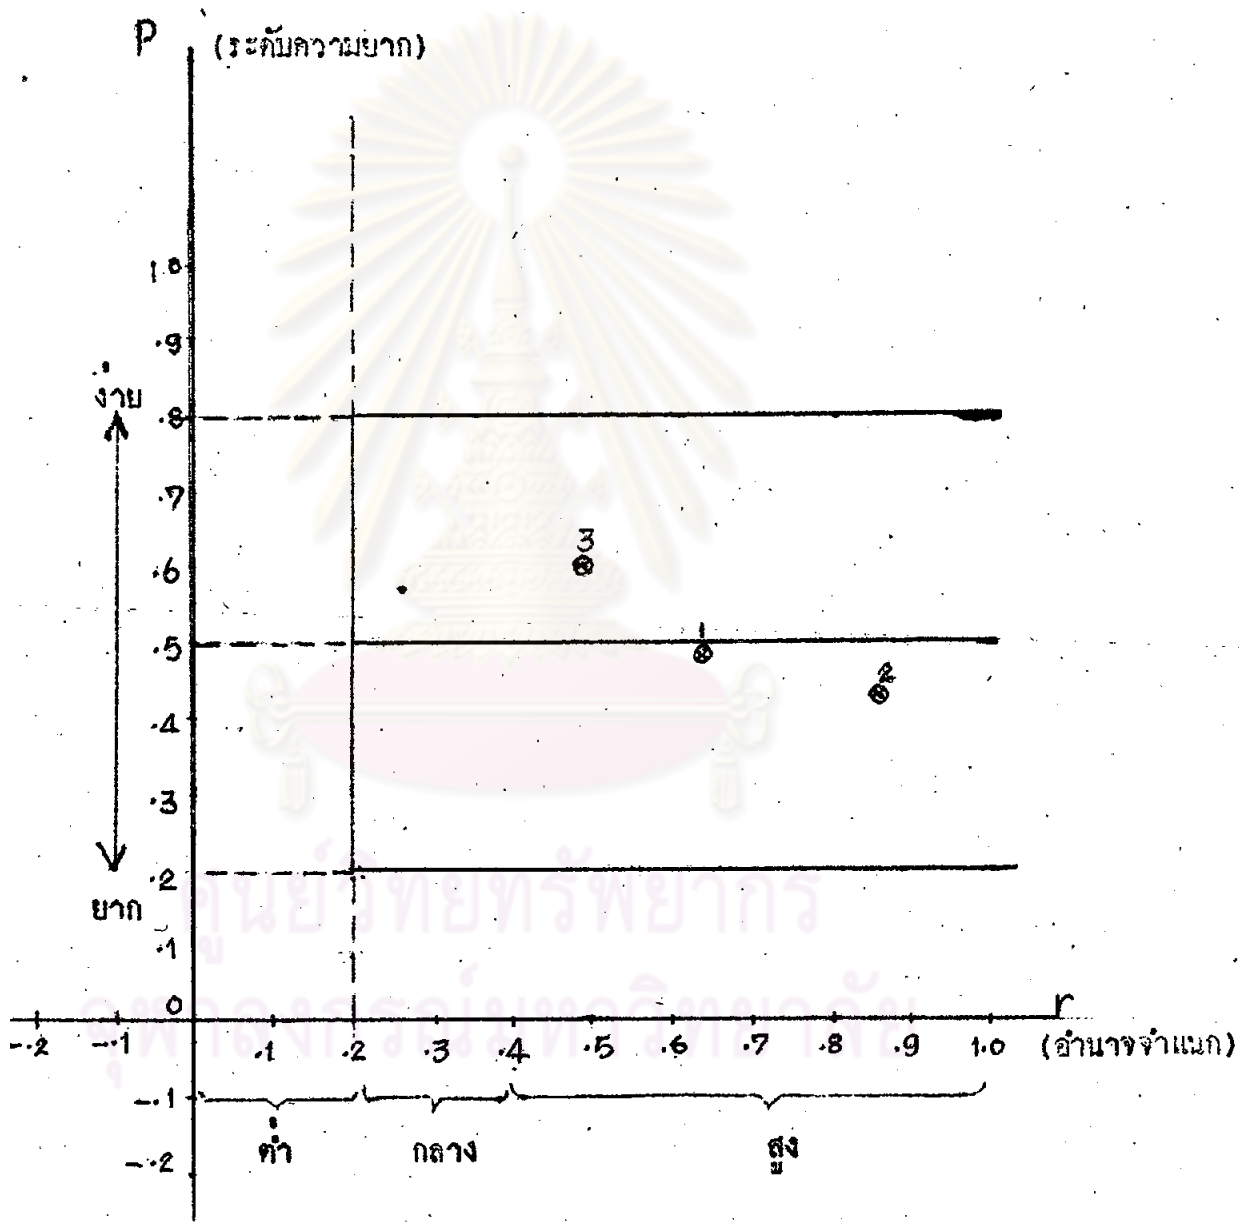 P (ระดับความยาก)
1.0
.9
ง่าย
.8
.7
3
.6
.5
1
2
.4
.3
.2
ยาก
.1
0
r
-.2 -.1 .1 .2 .3 .4 .5 .6 .7 .8 .9 1.0 (อำนาจจำแนก)
-.1
ต่ำ กลาง สูง
-.2
ศูนย์วิทยทรัพยากร
จุฬาลงกรณ์มหาวิทยาลัย